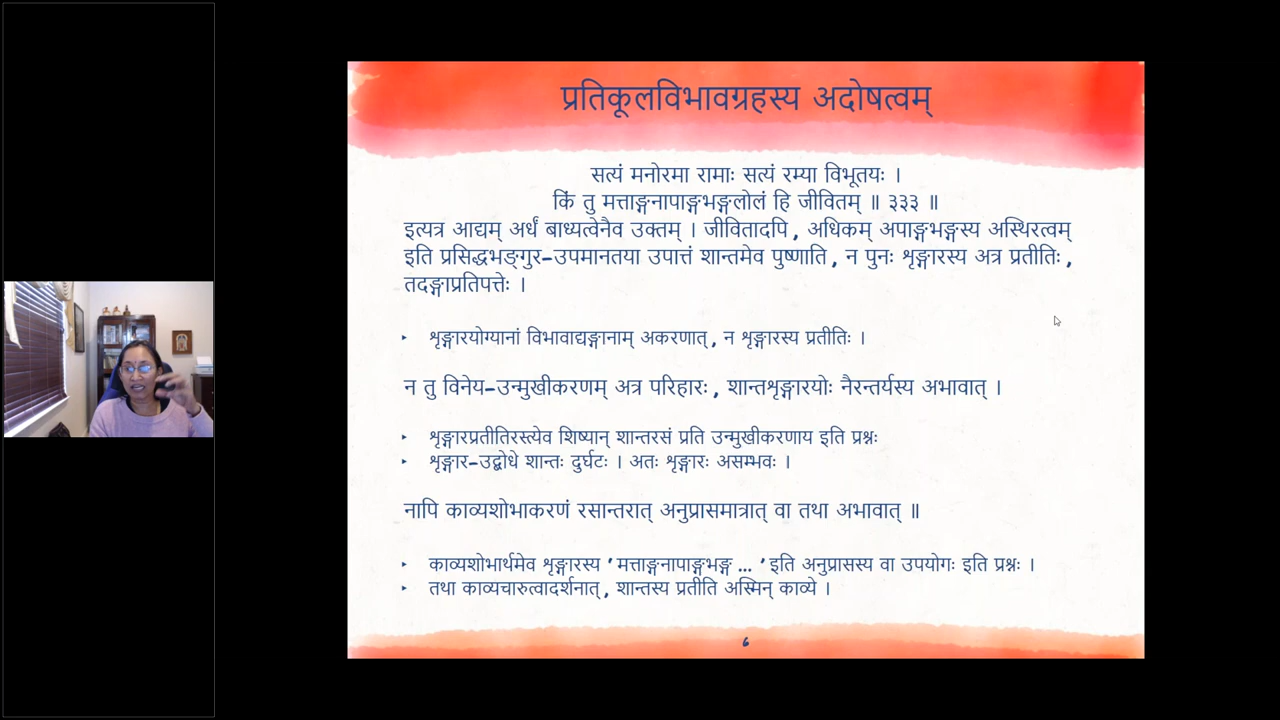 प्रतिकूलविभावग्रहस्य अदोषत्वम्
सत्यं मनोरमा रामाः सत्यं रम्या विभूतयः ।
किं तु मत्ताङ्गनापाङ्गभङ्गलोलं हि जीवितम् ॥ ३३३ ॥
इत्यत्र आद्यम् अर्धं बाध्यत्वेनैव उक्तम् । जीवितादपि , अधिकम् अपाङ्गभङ्गस्य अस्थिरत्वम्
इति प्रसिद्धभङ्गुर-उपमानतया उपात्तं शान्तमेव पुष्णाति , न पुनः शृङ्गारस्य अत्र प्रतीतिः ,
तदङ्गाप्रतिपत्तेः ।
‣ शृङ्गारयोग्यानां विभावाद्यङ्गानाम् अकरणात् , न शृङ्गारस्य प्रतीतिः ।
न तु विनेय-उन्मुखीकरणम् अत्र परिहारः , शान्तशृङ्गारयोः नैरन्तर्यस्य अभावात् ।
‣ शृङ्गारप्रतीतिरस्त्येव शिष्यान् शान्तरसं प्रति उन्मुखीकरणाय इति प्रश्नः
‣ शृङ्गार-उद्बोधे शान्तः दुर्घटः । अतः शृङ्गारः असम्भवः ।
नापि काव्यशोभाकरणं रसान्तरात् अनुप्रासमात्रात् वा तथा अभावात् ॥
‣ काव्यशोभार्थमेव शृङ्गारस्य ' मत्ताङ्गनापाङ्गभङ्ग ... ' इति अनुप्रासस्य वा उपयोगः इति प्रश्नः ।
‣ तथा काव्यचारुत्वादर्शनात् , शान्तस्य प्रतीति अस्मिन् काव्ये ।
6